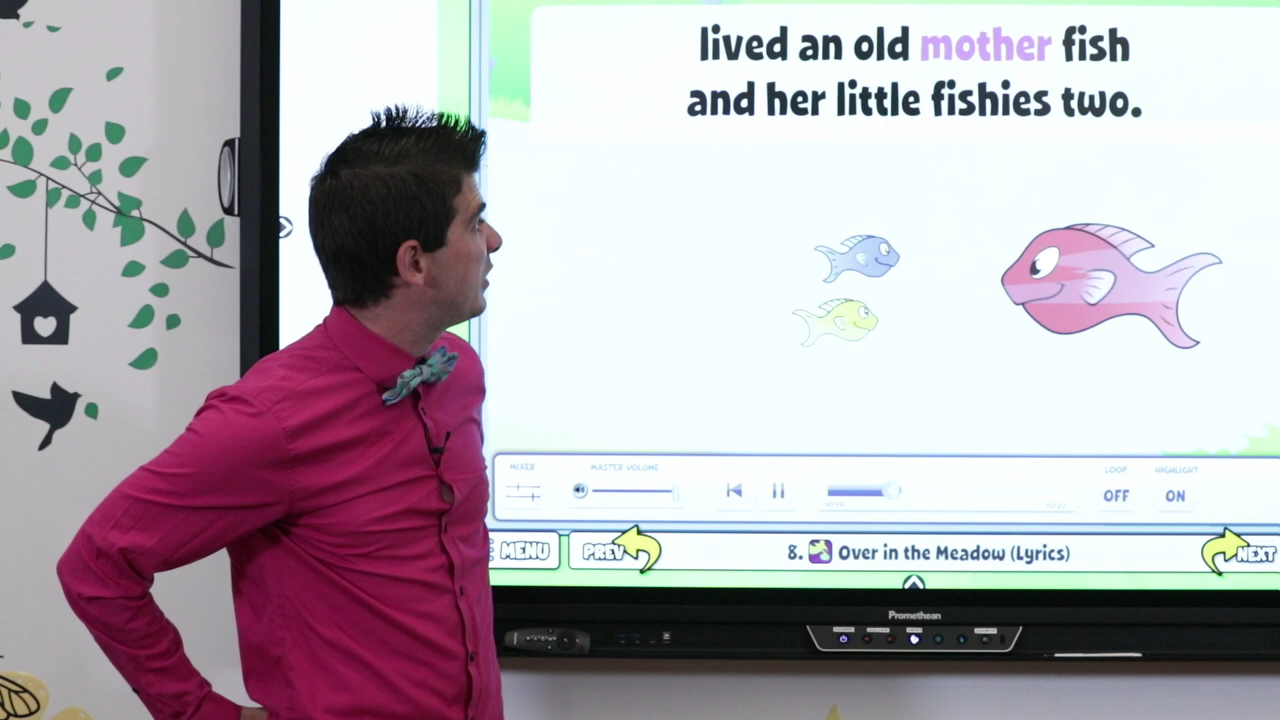 lived an old mother fish
and her little fishies two.
MIXER
MASTER VOLUME
LOOP
HIGHLIGHT
OFF
ON
MENU
PREV
8. Over in the Meadow (Lyrics)
NEXT
Promethean